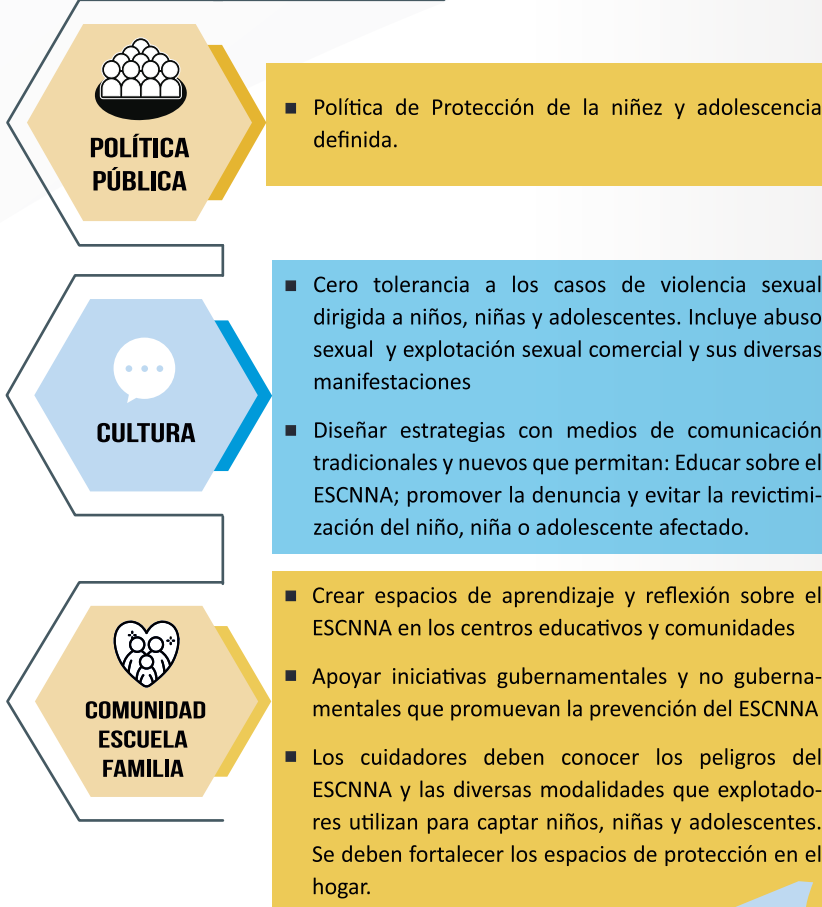 POLÍTICA
PÚBLICA
■ Política de Protección de la niñez y adolescencia
definida.
CULTURA
■ Cero tolerancia a los casos de violencia sexual
dirigida a niños, niñas y adolescentes. Incluye abuso
sexual y explotación sexual comercial y sus diversas
manifestaciones
■ Diseñar estrategias con medios de comunicación
tradicionales y nuevos que permitan: Educar sobre el
ESCNNA; promover la denuncia y evitar la revictimi-
zación del niño, niña o adolescente afectado.
COMUNIDAD
ESCUELA
FAMILIA
■ Crear espacios de aprendizaje y reflexión sobre el
ESCNNA en los centros educativos y comunidades
■ Apoyar iniciativas gubernamentales y no guberna-
mentales que promuevan la prevención del ESCNNA
■ Los cuidadores deben conocer los peligros del
ESCNNA y las diversas modalidades que explotado-
res utilizan para captar niños, niñas y adolescentes.
Se deben fortalecer los espacios de protección en el
hogar.